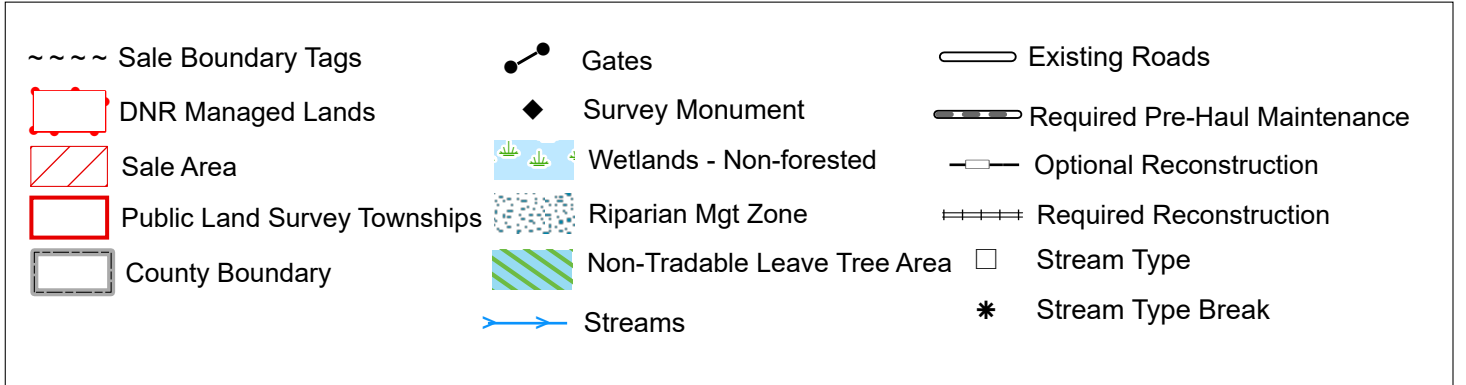 Sale Boundary Tags
DNR Managed Lands
Sale Area
Public Land Survey Townships
County Boundary
Gates
Survey Monument
Wetlands - Non-forested
Riparian Mgt Zone
Non-Tradable Leave Tree Area
Streams
Existing Roads
Required Pre-Haul Maintenance
Optional Reconstruction
Required Reconstruction
Stream Type
Stream Type Break